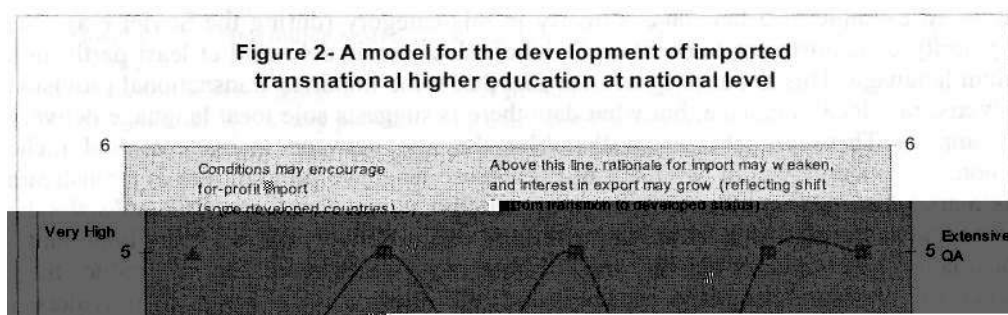 Figure 2- A model for the development of imported
transnational higher education at national level
6
6
Conditions may encourage
for-profit import
(some developed countries)
Above this line, rationale for import may weaken,
and interest in export may grow (reflecting shift
from transition to developed status)
Very High
5
5
Extensive
QA